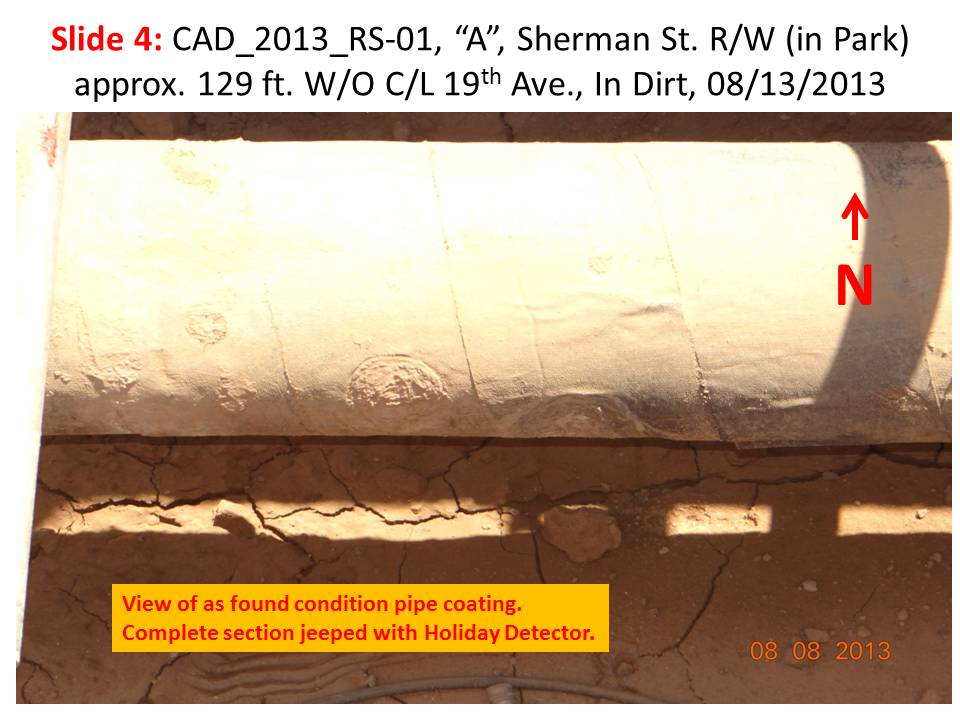 Slide 4: CAD_2013_RS-01, “A”, Sherman St. R/W (in Park)
approx. 129 ft. W/O C/L 19th Ave., In Dirt, 08/13/2013
N
View of as found condition pipe coating.
Complete section jeeped with Holiday Detector.
08 08 2013